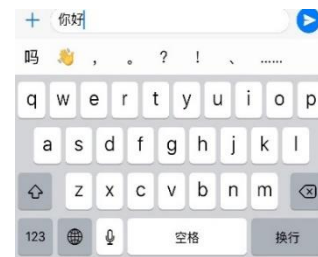 你好
吗 👋 ， 。 ？ ！ 、 ……
q w e r t y u i o p
a s d f g h j k l
z x c v b n m
123 空格 换行